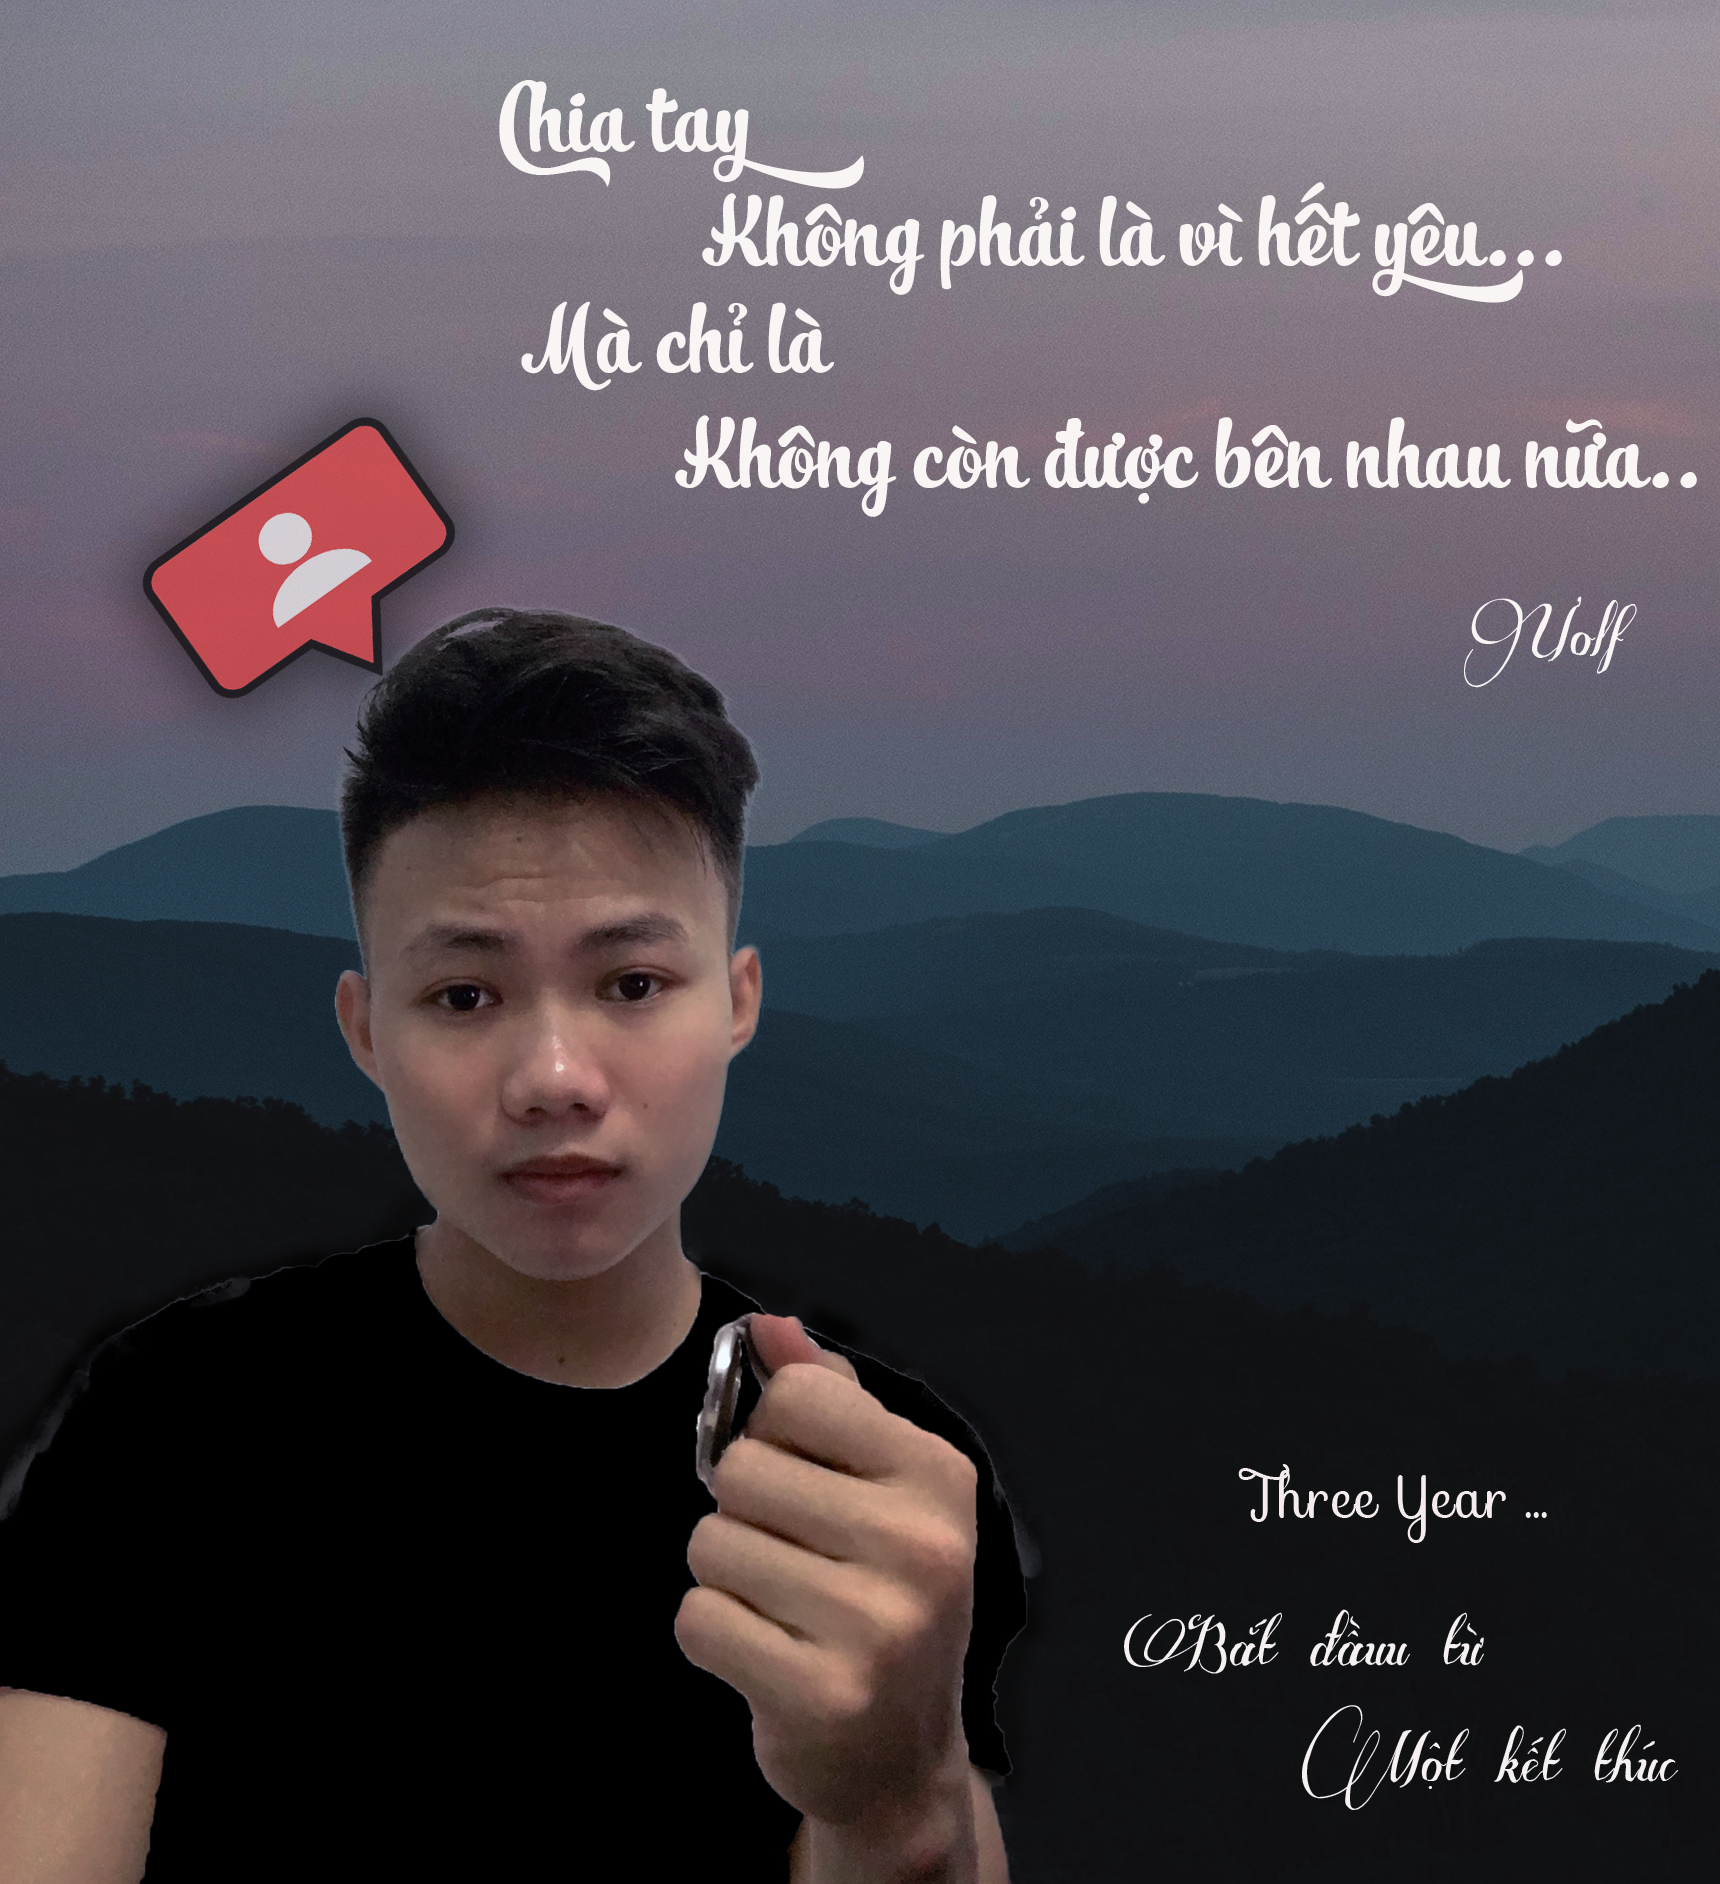 Chia tay
Không phải là vì hết yêu...
Mà chỉ là
Không còn được bên nhau nữa..
Wolf
Three Year ...
Bắt đầu từ
Một kết thúc